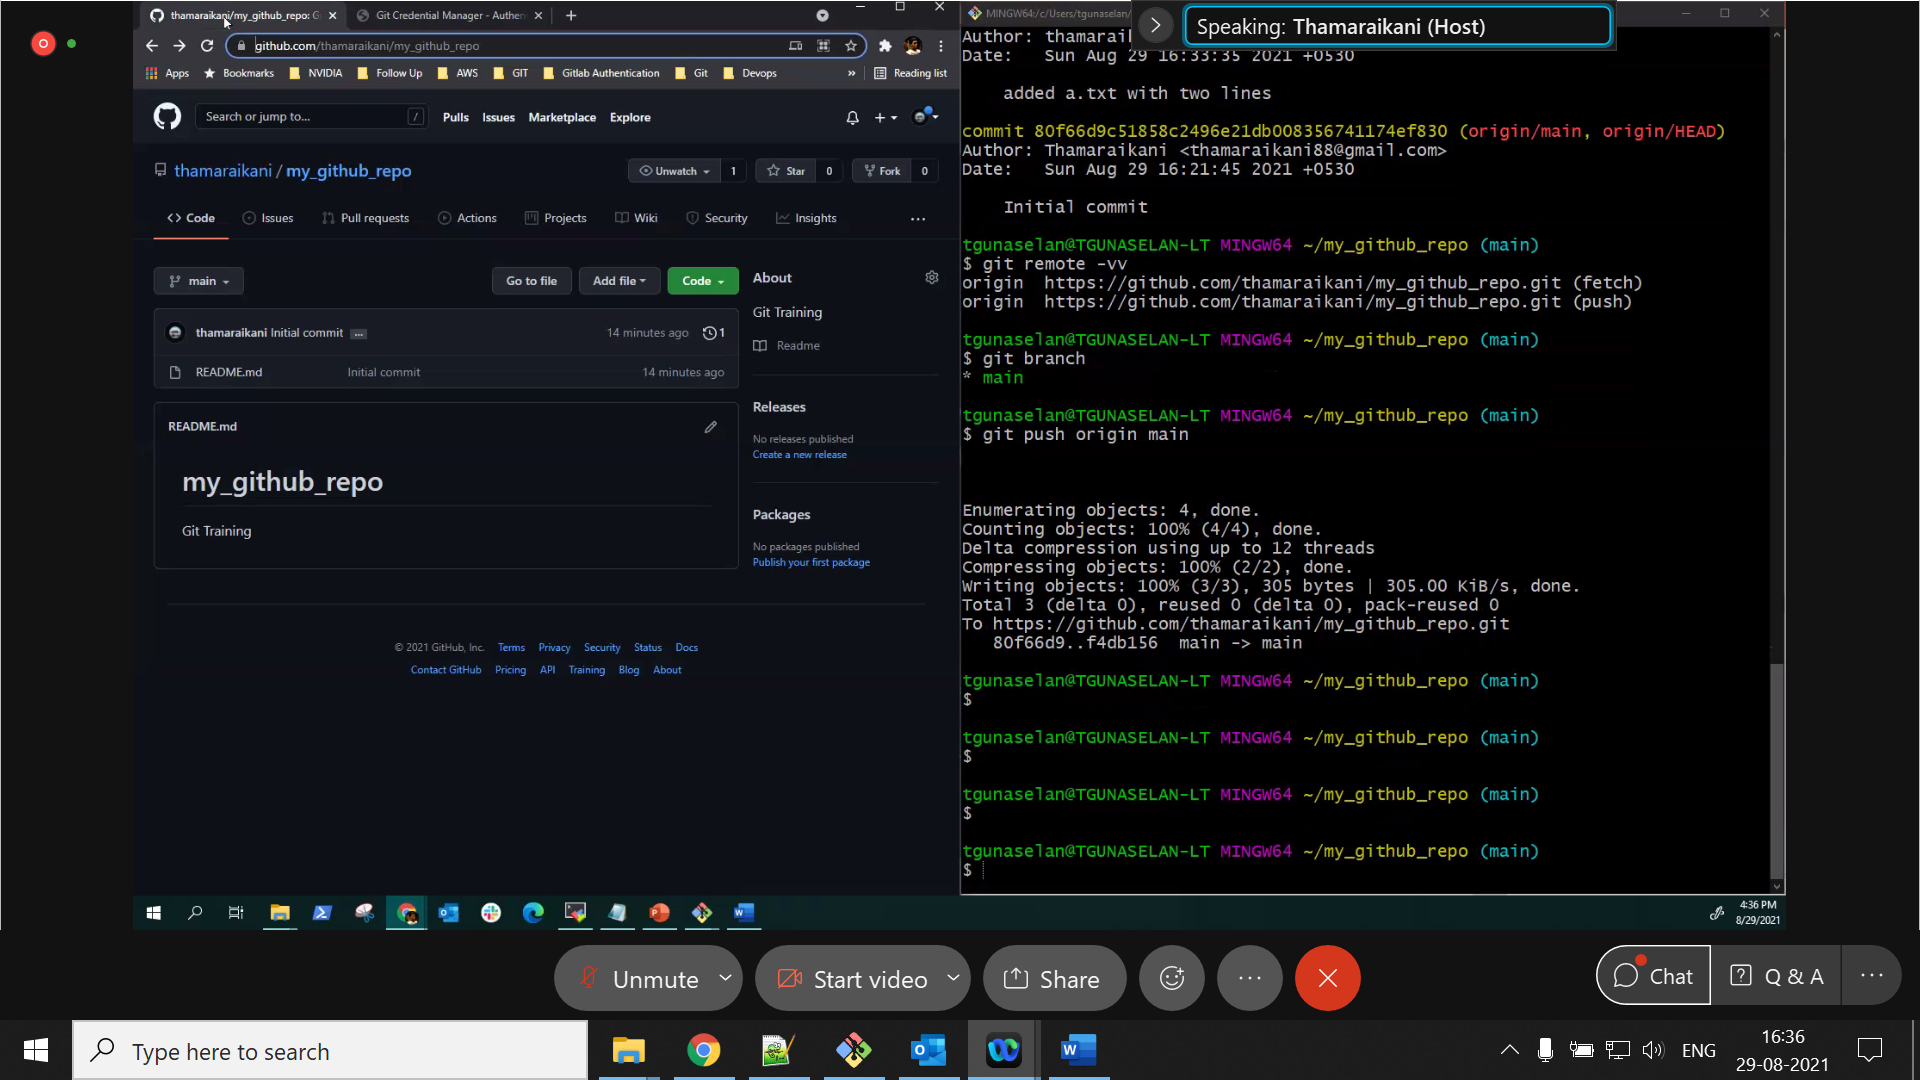 thamaraikani/my_github_repo: G
Git Credential Manager - Authen
github.com/thamaraikani/my_github_repo
Apps
Bookmarks
NVIDIA
Follow Up
AWS
GIT
Gitlab Authentication
Git
Devops
»
Reading list
Search or jump to...
/
Pulls
Issues
Marketplace
Explore
thamaraikani / my_github_repo
Unwatch
1
Star
0
Fork
0
<> Code
Issues
Pull requests
Actions
Projects
Wiki
Security
Insights
...
main
Go to file
Add file
Code
thamaraikani Initial commit ...
14 minutes ago
1
README.md
Initial commit
14 minutes ago
README.md
my_github_repo
Git Training
About
Git Training
Readme
Releases
No releases published
Create a new release
Packages
No packages published
Publish your first package
© 2021 GitHub, Inc.
Terms
Privacy
Security
Status
Docs
Contact GitHub
Pricing
API
Training
Blog
About
MINGW64:/c/Users/tgunaselan/
Speaking: Thamaraikani (Host)
Author: thamarai
Date:   Sun Aug 29 16:33:35 2021 +0530
added a.txt with two lines
commit 80f66d9c51858c2496e21db008356741174ef830 (origin/main, origin/HEAD)
Author: Thamaraikani <thamaraikani88@gmail.com>
Date:   Sun Aug 29 16:21:45 2021 +0530
Initial commit
tgunaselan@TGUNASELAN-LT MINGW64 ~/my_github_repo (main)
$ git remote -vv
origin  https://github.com/thamaraikani/my_github_repo.git (fetch)
origin  https://github.com/thamaraikani/my_github_repo.git (push)
tgunaselan@TGUNASELAN-LT MINGW64 ~/my_github_repo (main)
$ git branch
* main
tgunaselan@TGUNASELAN-LT MINGW64 ~/my_github_repo (main)
$ git push origin main
Enumerating objects: 4, done.
Counting objects: 100% (4/4), done.
Delta compression using up to 12 threads
Compressing objects: 100% (2/2), done.
Writing objects: 100% (3/3), 305 bytes | 305.00 KiB/s, done.
Total 3 (delta 0), reused 0 (delta 0), pack-reused 0
To https://github.com/thamaraikani/my_github_repo.git
80f66d9..f4db156  main -> main
tgunaselan@TGUNASELAN-LT MINGW64 ~/my_github_repo (main)
$
tgunaselan@TGUNASELAN-LT MINGW64 ~/my_github_repo (main)
$
tgunaselan@TGUNASELAN-LT MINGW64 ~/my_github_repo (main)
$
tgunaselan@TGUNASELAN-LT MINGW64 ~/my_github_repo (main)
$
4:36 PM
8/29/2021
Unmute
Start video
Share
...
Chat
Q & A
...
Type here to search
ENG
16:36
29-08-2021